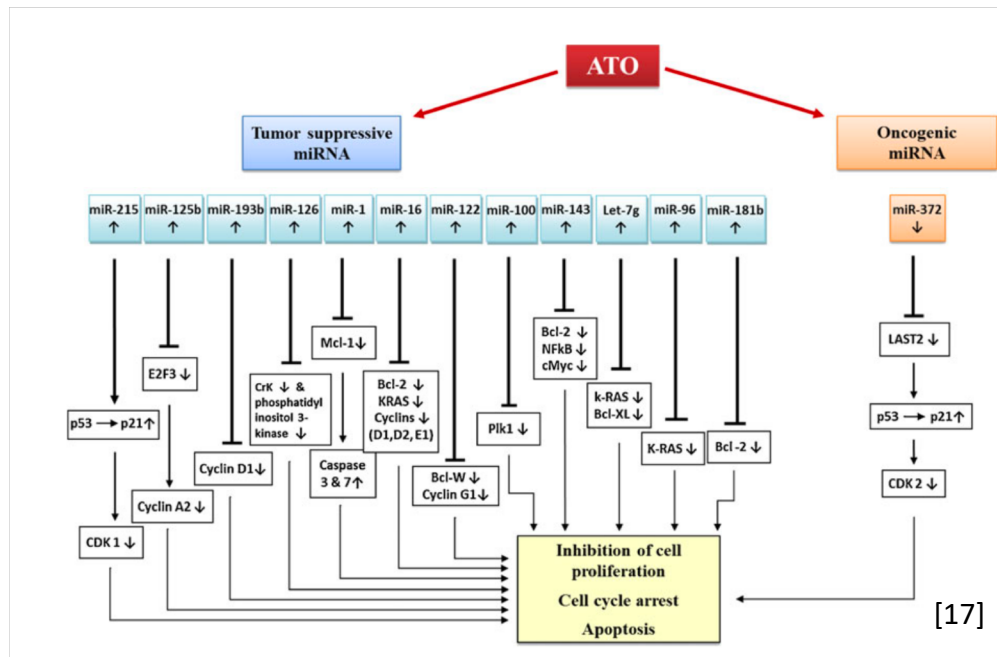 ATO
Tumor suppressive
miRNA
Oncogenic
miRNA
miR-215
↑
miR-125b
↑
miR-193b
↑
miR-126
↑
miR-1
↑
miR-16
↑
miR-122
↑
miR-100
↑
miR-143
↑
Let-7g
↑
miR-96
↑
miR-181b
↑
miR-372
↓
p53 → p21↑
CDK 1 ↓
E2F3 ↓
Cyclin A2 ↓
Cyclin D1↓
CrK ↓ &
phosphatidyl
inositol 3-
kinase ↓
Mcl-1↓
Caspase
3 & 7↑
Bcl-2 ↓
KRAS ↓
Cyclins ↓
(D1,D2,E1)
Bcl-W ↓
Cyclin G1↓
Plk1 ↓
Bcl-2 ↓
NFkB ↓
cMyc ↓
k-RAS ↓
Bcl-XL↓
K-RAS ↓
Bcl-2 ↓
LAST2 ↓
p53 → p21↑
CDK 2 ↓
Inhibition of cell
proliferation
Cell cycle arrest
Apoptosis
[17]